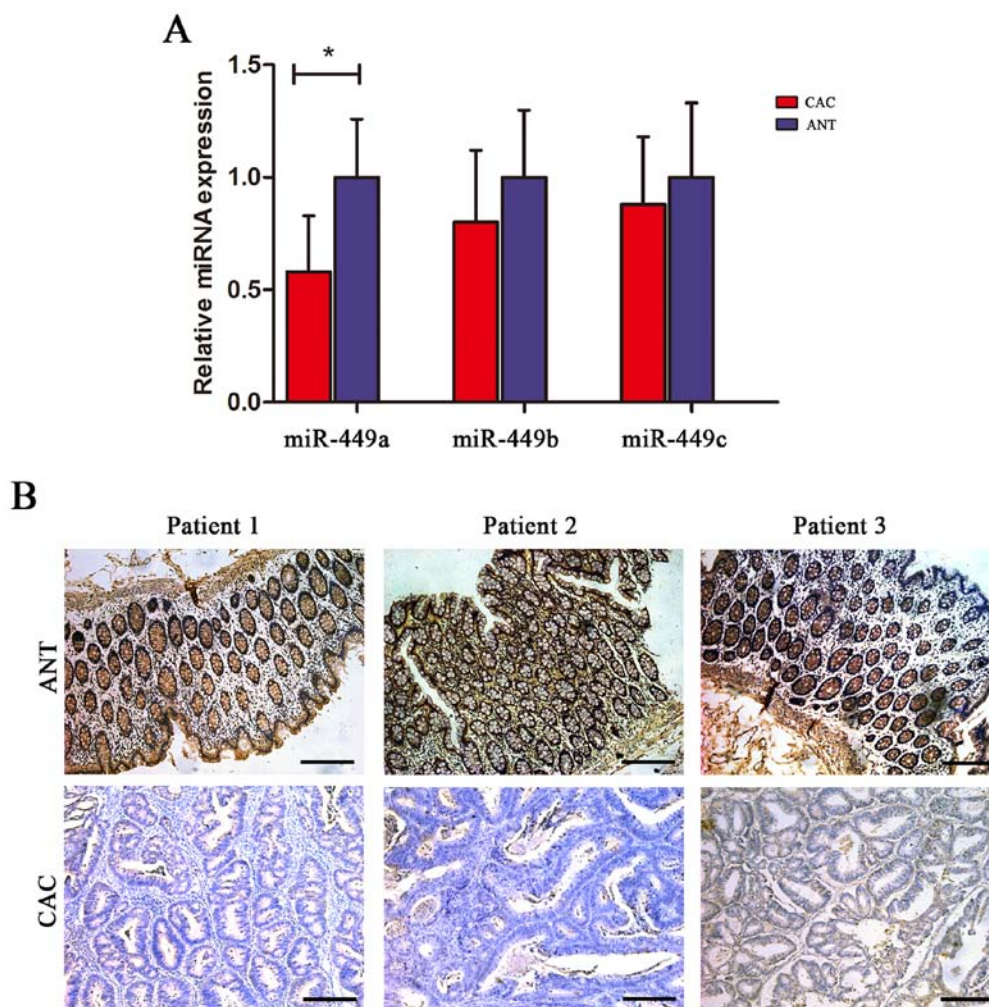 A
*
Relative miRNA expression
1.5
1.0
0.5
0.0
CAC
ANT
miR-449a miR-449b miR-449c
B
Patient 1 Patient 2 Patient 3
ANT
CAC